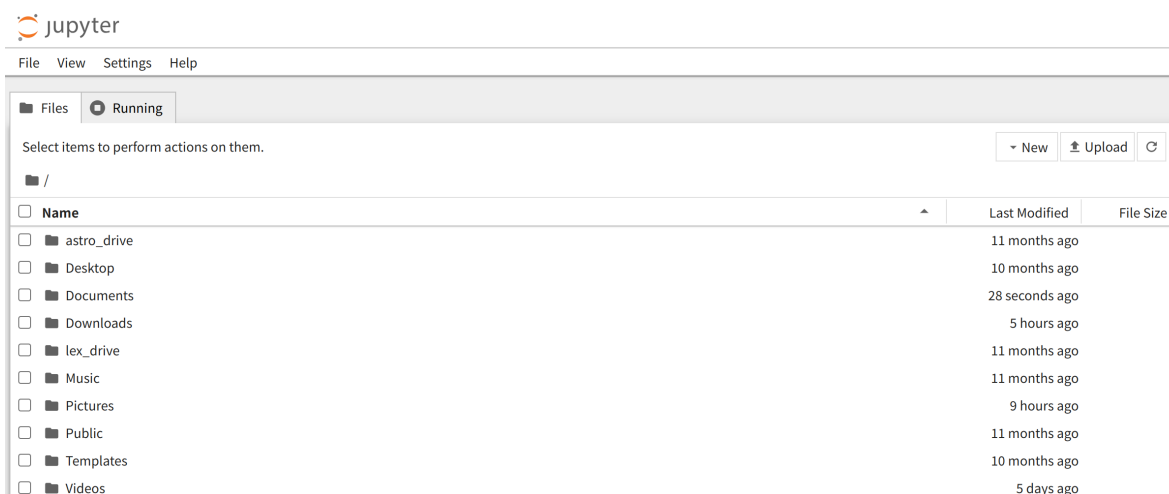 jupyter
File View Settings Help
Files Running
Select items to perform actions on them. New Upload
/
Name Last Modified File Size
astro_drive 11 months ago
Desktop 10 months ago
Documents 28 seconds ago
Downloads 5 hours ago
lex_drive 11 months ago
Music 11 months ago
Pictures 9 hours ago
Public 11 months ago
Templates 10 months ago
Videos 5 days ago